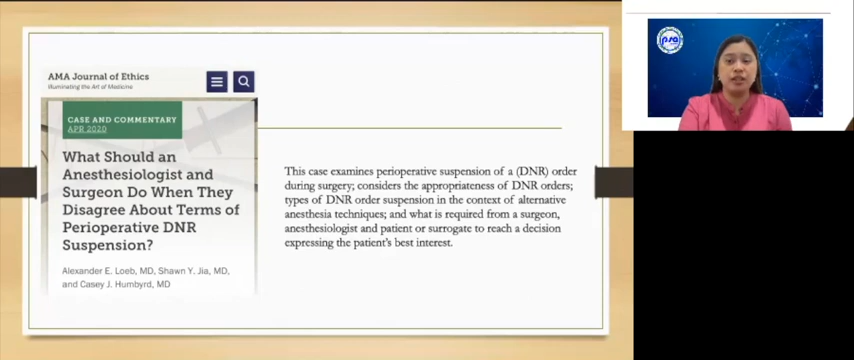 AMA Journal of Ethics
Illuminating the Art of Medicine
CASE AND COMMENTARY
APR 2020
What Should an
Anesthesiologist and
Surgeon Do When They
Disagree About Terms of
Perioperative DNR
Suspension?
Alexander E. Loeb, MD, Shawn Y. Jia, MD,
and Casey J. Humbyrd, MD
This case examines perioperative suspension of a (DNR) order
during surgery; considers the appropriateness of DNR orders;
types of DNR order suspension in the context of alternative
anesthesia techniques; and what is required from a surgeon,
anesthesiologist and patient or surrogate to reach a decision
expressing the patient's best interest.